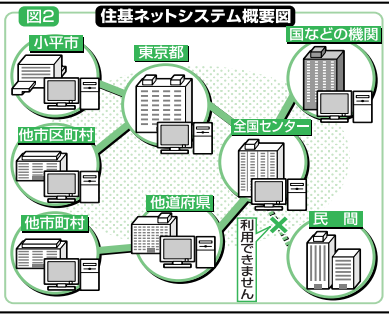 図2
住基ネットシステム概要図
小平市
東京都
国などの機関
他市区町村
全国センター
他市町村
他道府県
利用できません
民 間